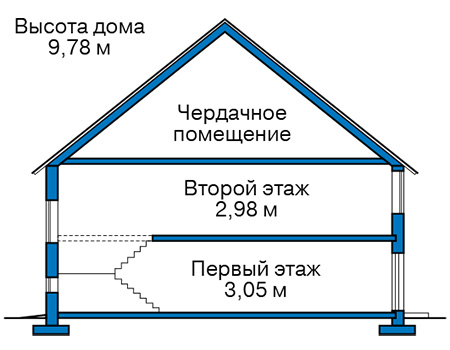 Высота дома
9,78 м
Чердачное
помещение
Второй этаж
2,98 м
Первый этаж
3,05 м